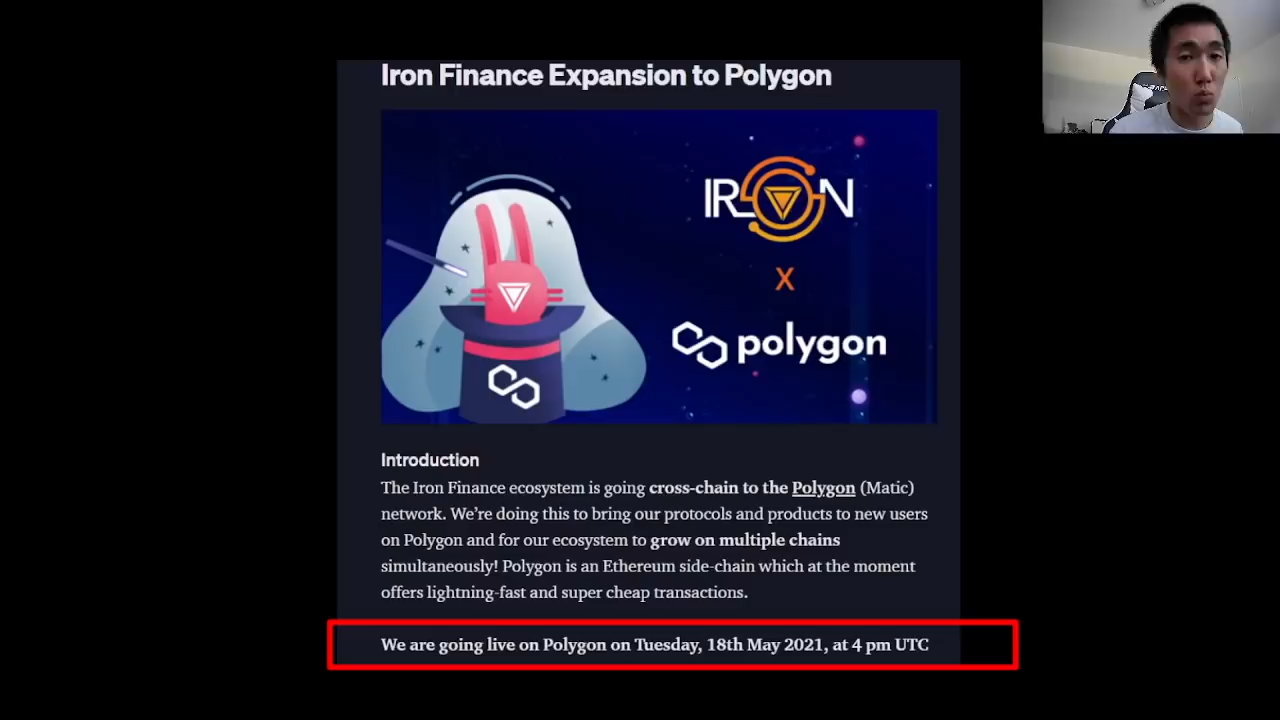 Iron Finance Expansion to Polygon
IRON
X
polygon
Introduction
The Iron Finance ecosystem is going cross-chain to the Polygon (Matic)
network. We’re doing this to bring our protocols and products to new users
on Polygon and for our ecosystem to grow on multiple chains
simultaneously! Polygon is an Ethereum side-chain which at the moment
offers lightning-fast and super cheap transactions.
We are going live on Polygon on Tuesday, 18th May 2021, at 4 pm UTC